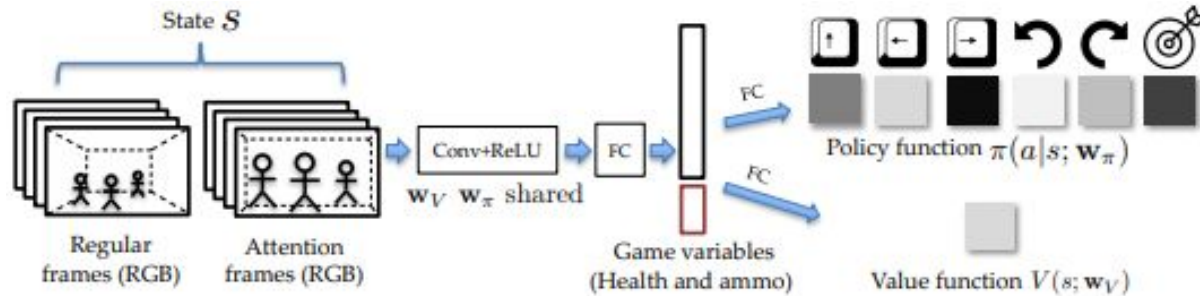 State S
Regular
frames (RGB)
Attention
frames (RGB)
Conv+ReLU
w_V w_π shared
FC
Game variables
(Health and ammo)
FC
FC
Policy function π(a|s; w_π)
Value function V(s; w_V)